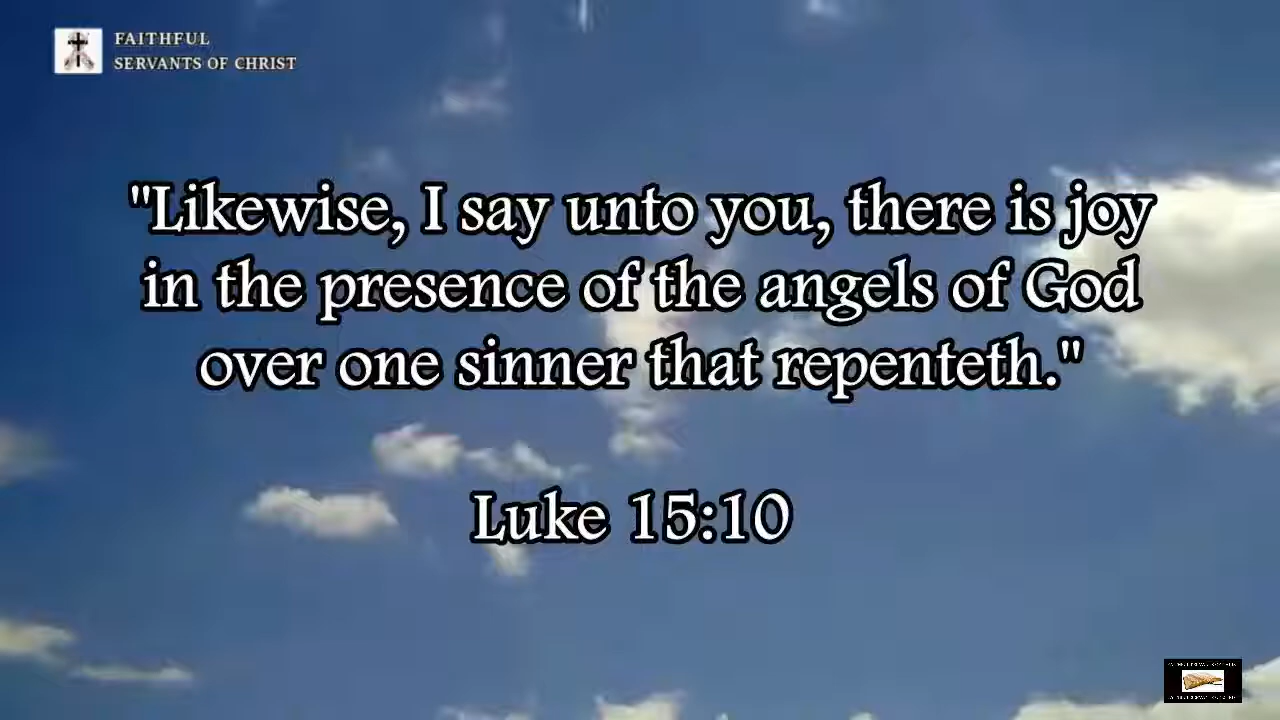 FAITHFUL
SERVANTS OF CHRIST
"Likewise, I say unto you, there is joy
in the presence of the angels of God
over one sinner that repenteth."
Luke 15:10